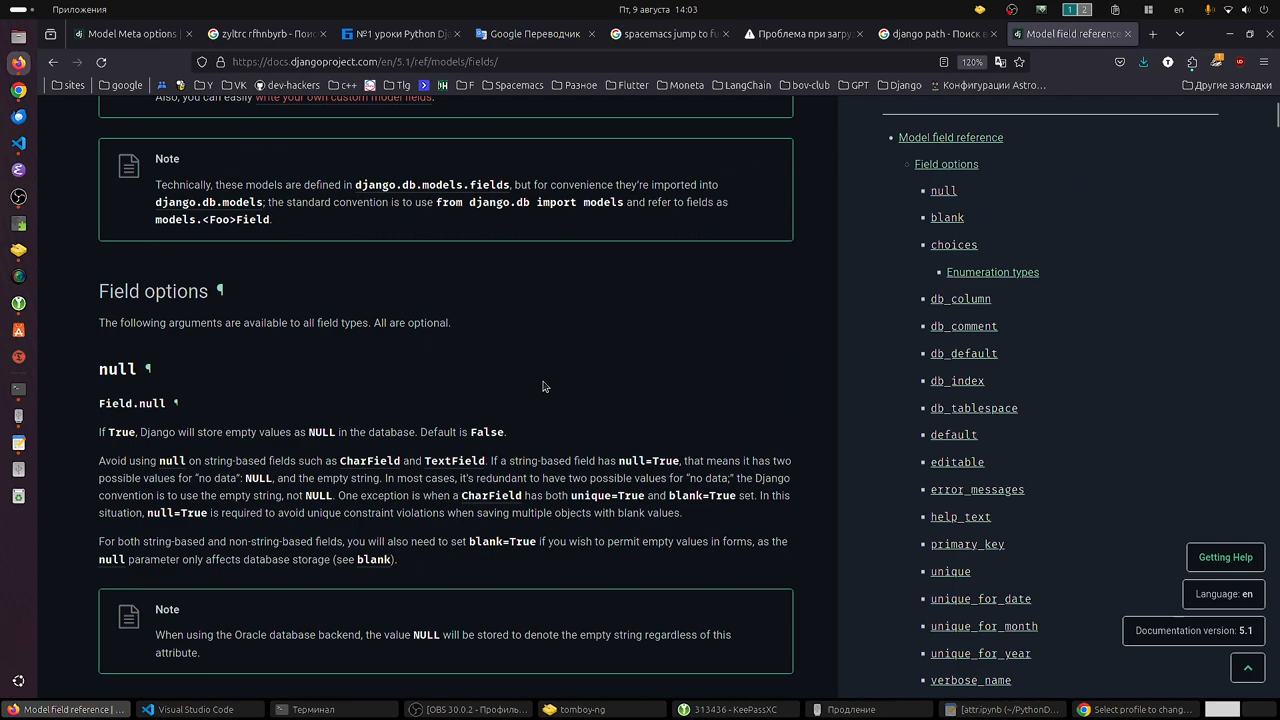 Приложения
Пт, 9 августа 14:03
en
Model Meta options
zyltrc rfhnbyrb - Поис
№1 уроки Python Dj
Google Переводчик
spacemacs jump to fu
Проблема при загру
django path - Поиск в
Model field reference
https://docs.djangoproject.com/en/5.1/ref/models/fields/
120%
sites
google
Y
VK
dev-hackers
c++
Tlg
F
Spacemacs
Разное
Flutter
Moneta
LangChain
bov-club
GPT
Django
Конфигурации Astro…
Другие закладки
Also, you can easily write your own custom model fields.
Note
Technically, these models are defined in django.db.models.fields, but for convenience they're imported into
django.db.models; the standard convention is to use from django.db import models and refer to fields as
models.<Foo>Field.
Field options ¶
The following arguments are available to all field types. All are optional.
null ¶
Field.null ¶
If True, Django will store empty values as NULL in the database. Default is False.
Avoid using null on string-based fields such as CharField and TextField. If a string-based field has null=True, that means it has two
possible values for “no data”: NULL, and the empty string. In most cases, it's redundant to have two possible values for “no data;” the Django
convention is to use the empty string, not NULL. One exception is when a CharField has both unique=True and blank=True set. In this
situation, null=True is required to avoid unique constraint violations when saving multiple objects with blank values.
For both string-based and non-string-based fields, you will also need to set blank=True if you wish to permit empty values in forms, as the
null parameter only affects database storage (see blank).
Note
When using the Oracle database backend, the value NULL will be stored to denote the empty string regardless of this
attribute.
Model field reference
Field options
null
blank
choices
Enumeration types
db_column
db_comment
db_default
db_index
db_tablespace
default
editable
error_messages
help_text
primary_key
unique
unique_for_date
unique_for_month
unique_for_year
verbose_name
Getting Help
Language: en
Documentation version: 5.1
Model field reference | …
Visual Studio Code
Терминал
[OBS 30.0.2 - Профиль…
tomboy-ng
313436 - KeePassXC
Продление
[attr.ipynb (~/PythonD…
Select profile to chang…